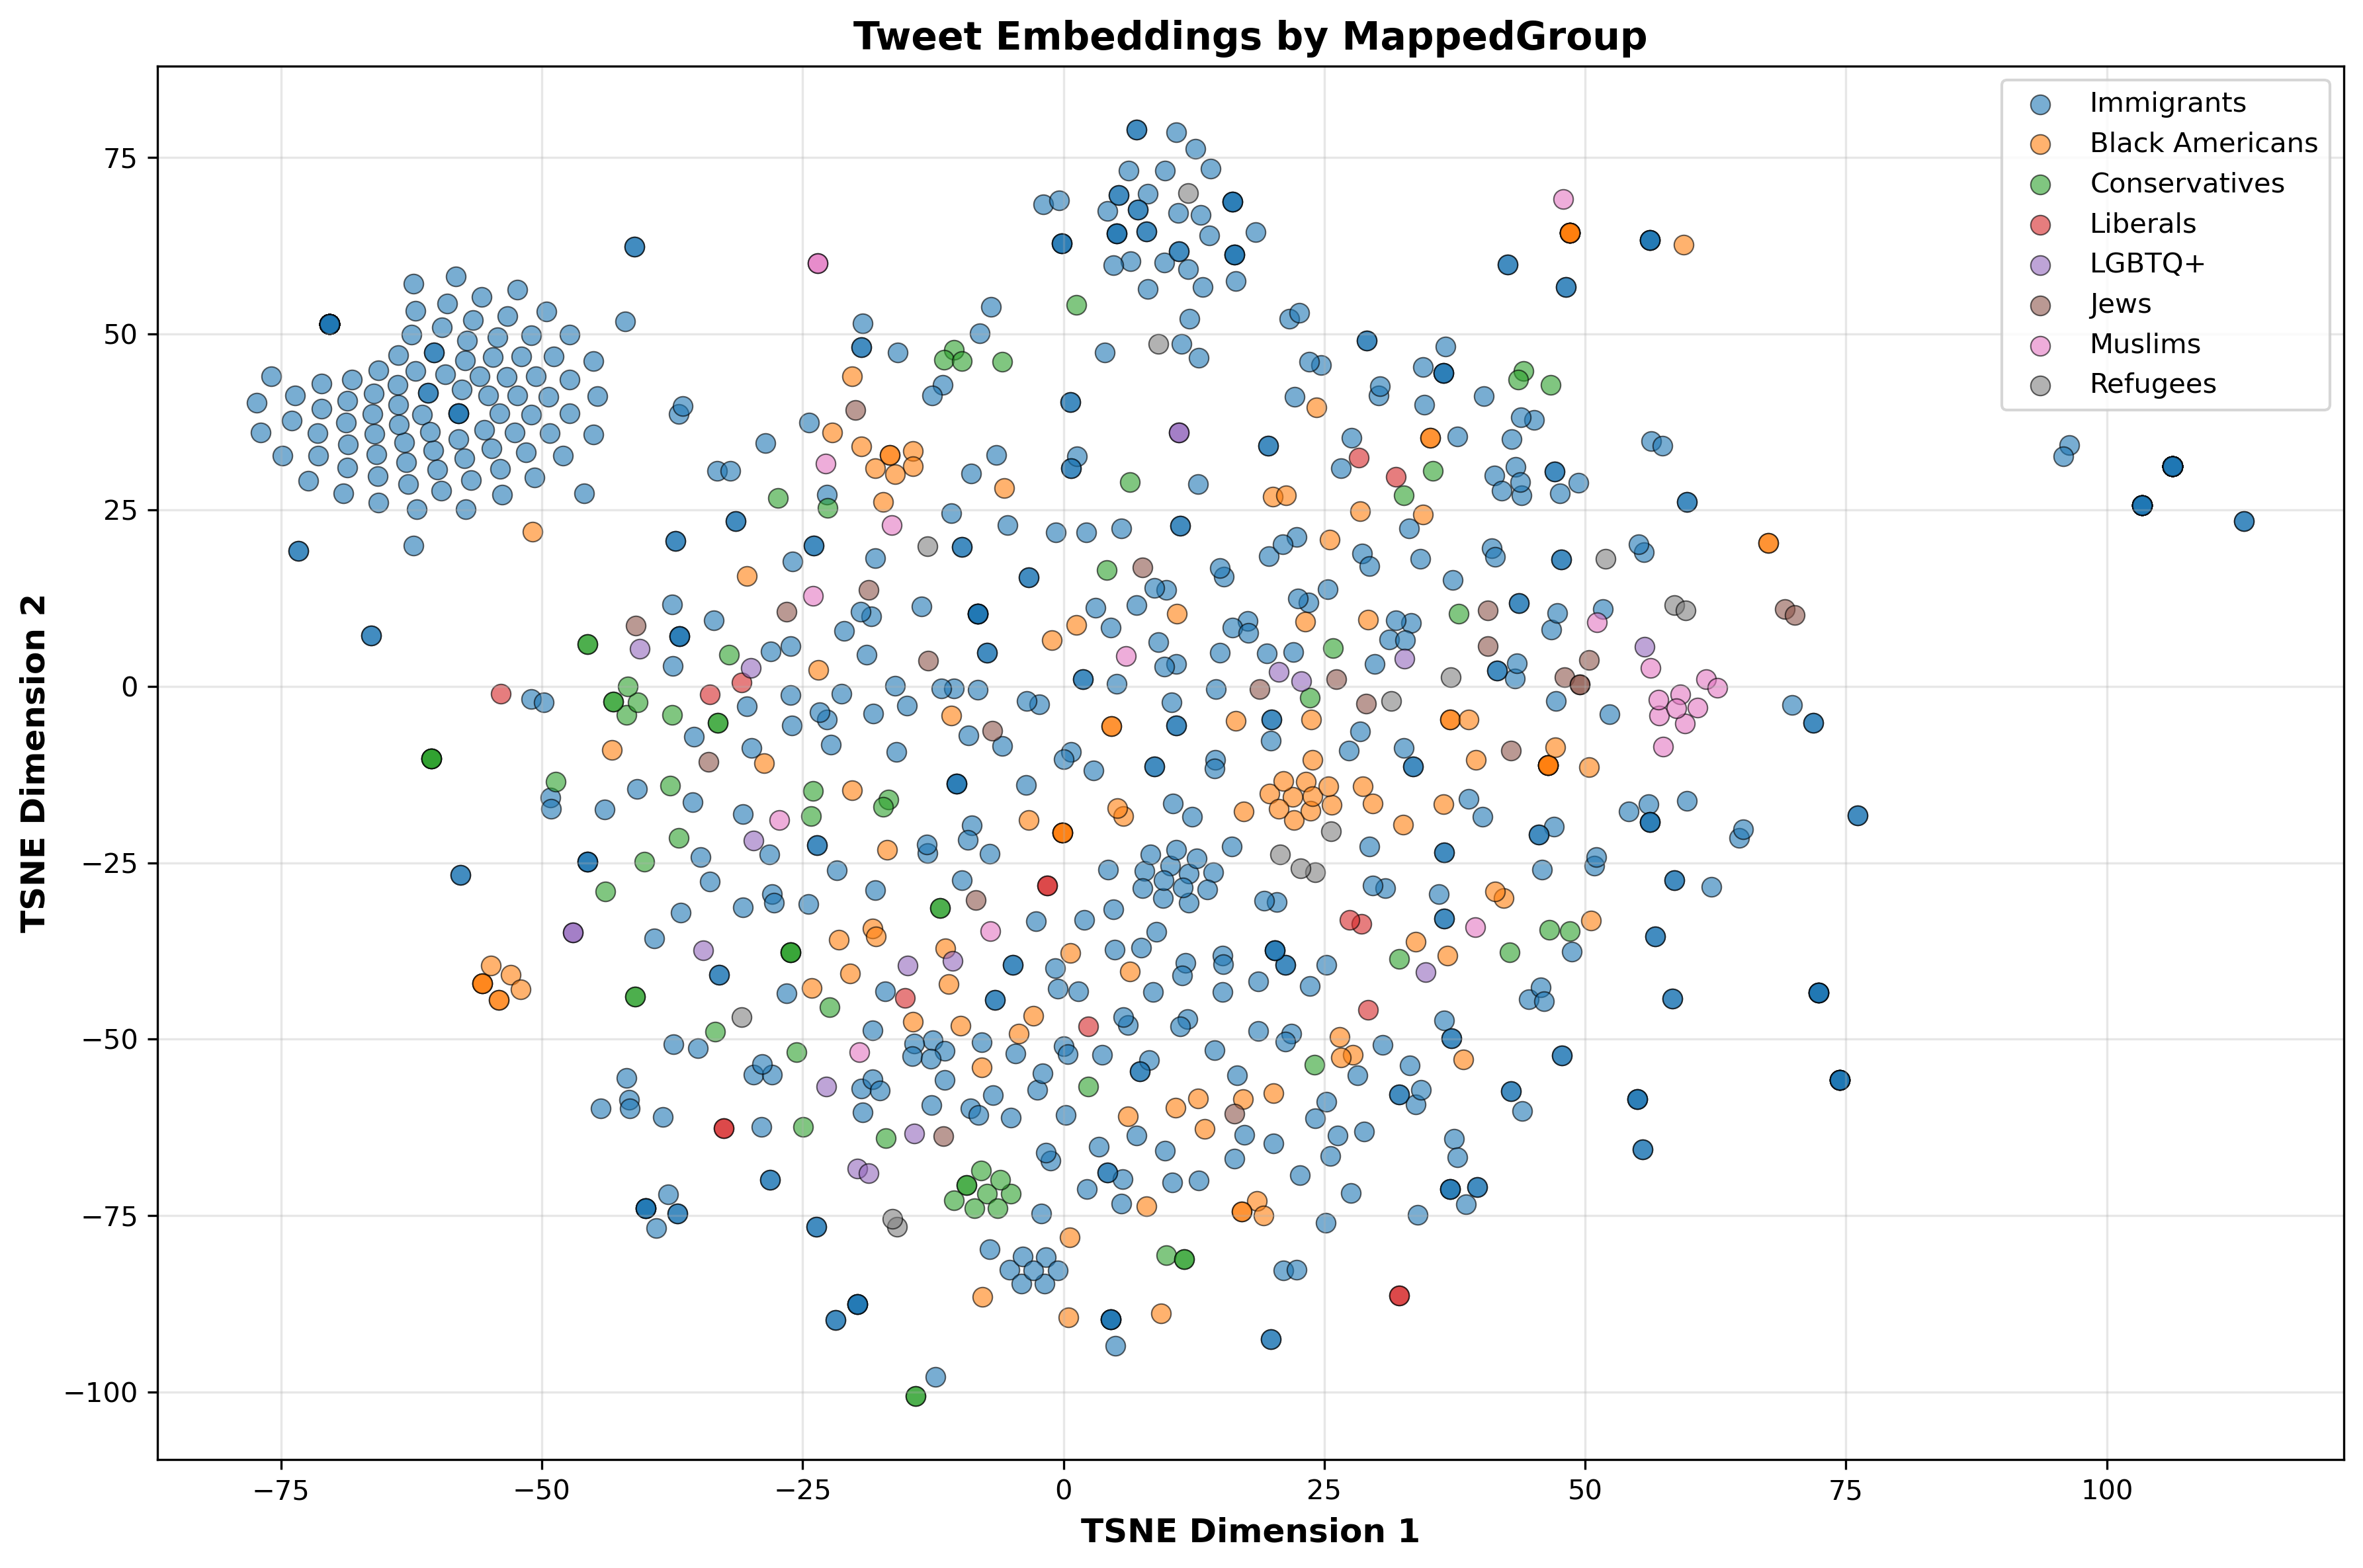 Tweet Embeddings by MappedGroup
Immigrants
Black Americans
Conservatives
Liberals
LGBTQ+
Jews
Muslims
Refugees
75
50
25
0
−25
−50
−75
−100
TSNE Dimension 2
−75
−50
−25
0
25
50
75
100
TSNE Dimension 1